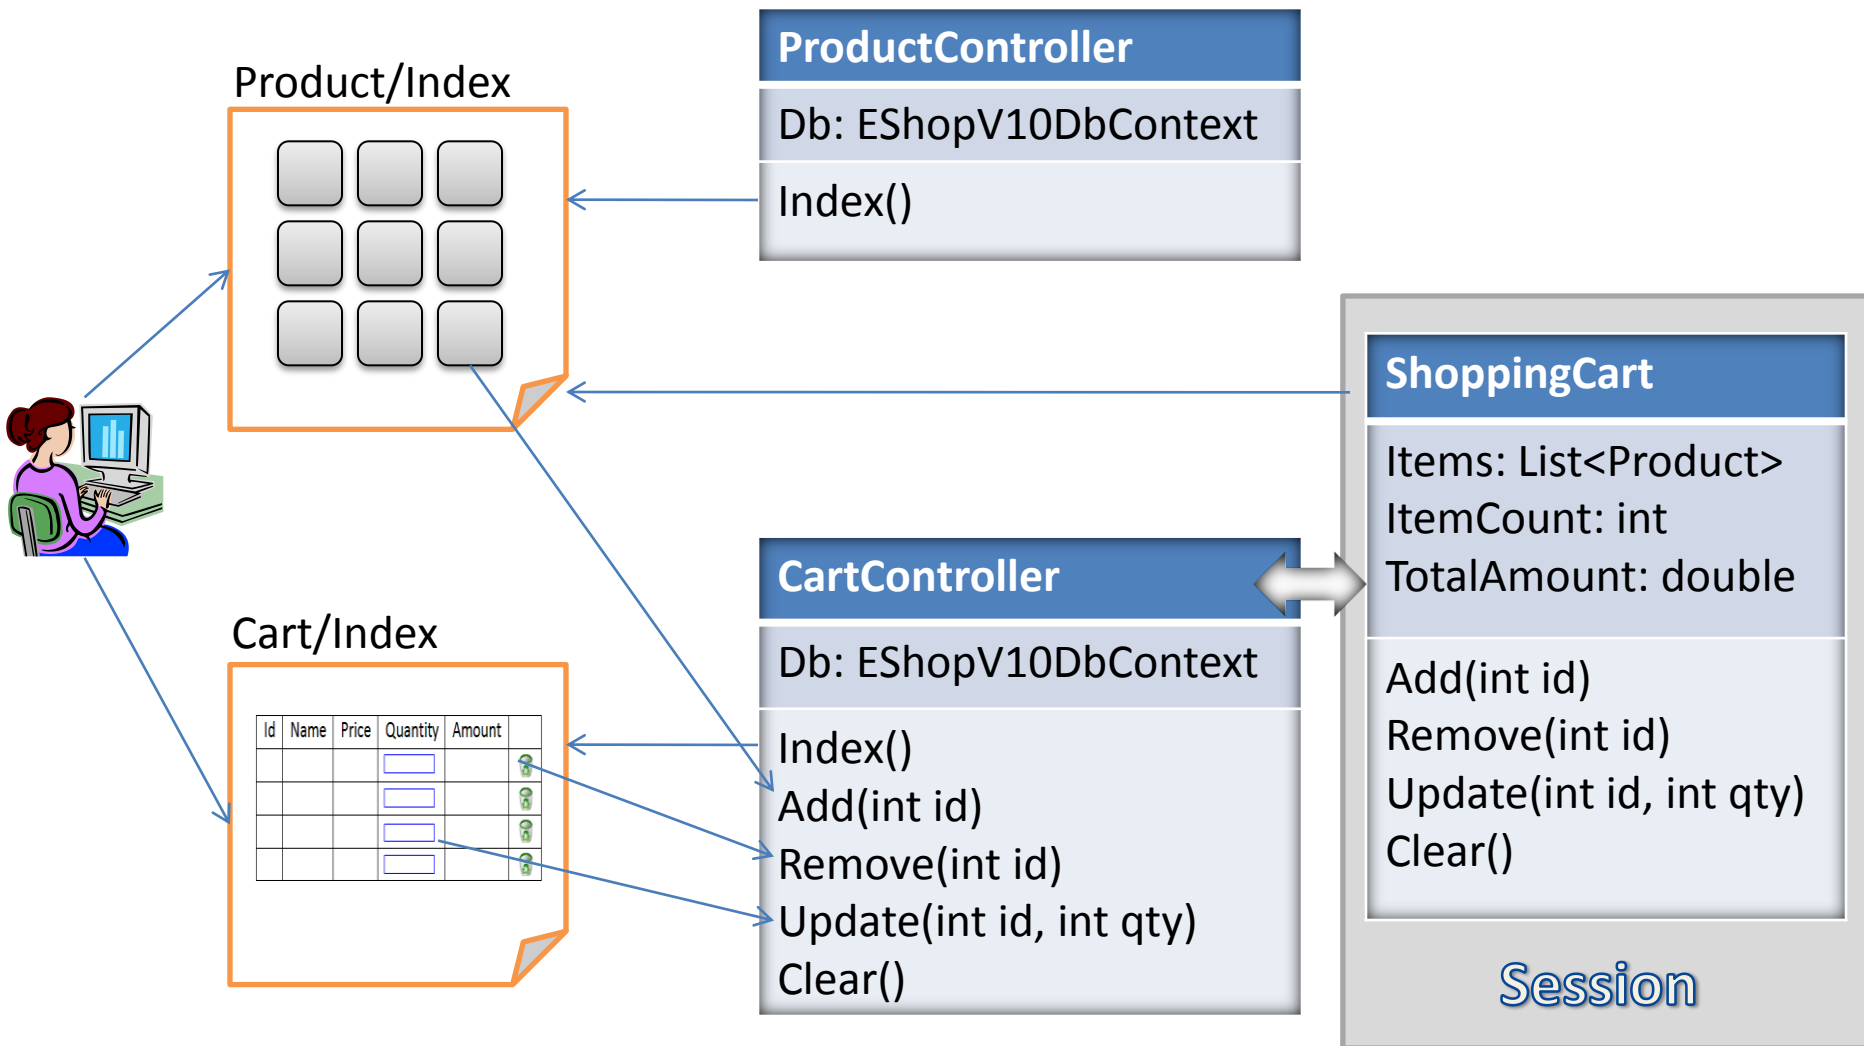 Product/Index
ProductController
Db: EShopV10DbContext
Index()
ShoppingCart
Items: List<Product>
ItemCount: int
TotalAmount: double
Add(int id)
Remove(int id)
Update(int id, int qty)
Clear()
Session
CartController
Db: EShopV10DbContext
Index()
Add(int id)
Remove(int id)
Update(int id, int qty)
Clear()
Cart/Index
Id Name Price Quantity Amount